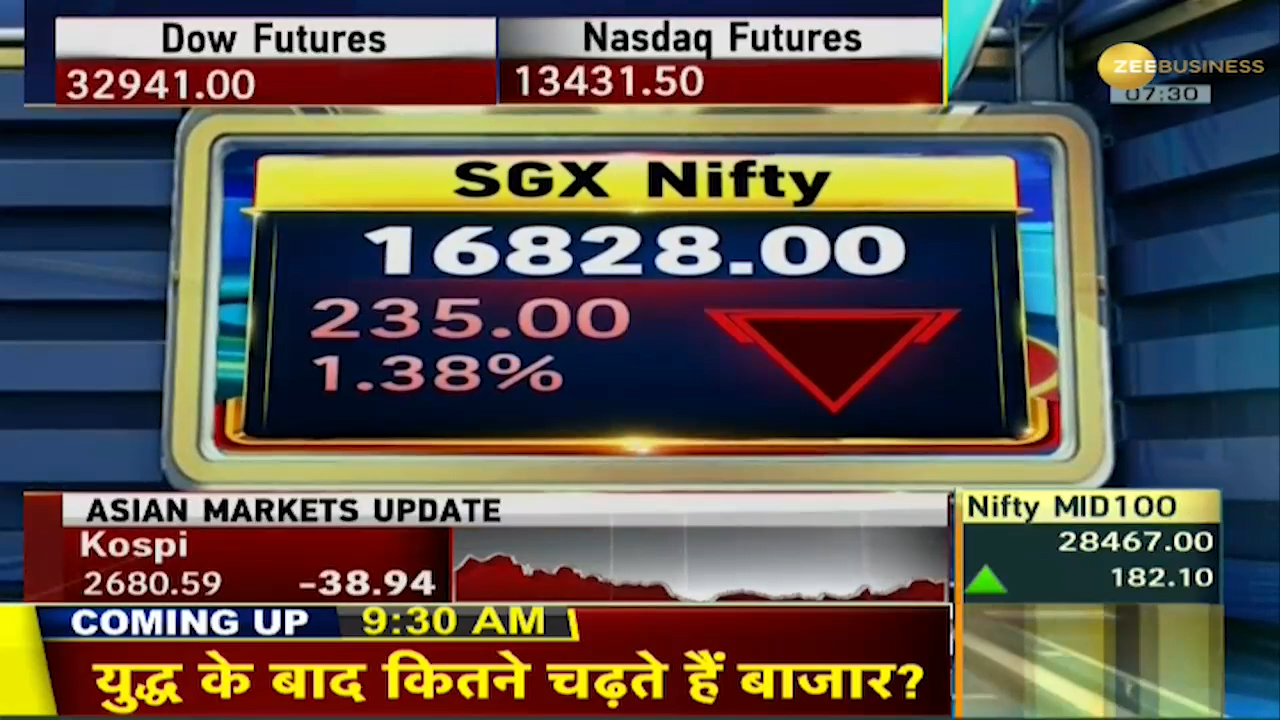 Dow Futures
32941.00
Nasdaq Futures
13431.50
ZEEBUSINESS
07:30
SGX Nifty
16828.00
235.00
1.38%
ASIAN MARKETS UPDATE
Kospi
2680.59 -38.94
Nifty MID100
28467.00
182.10
COMING UP 9:30 AM
युद्ध के बाद कितने चढ़ते हैं बाजार?